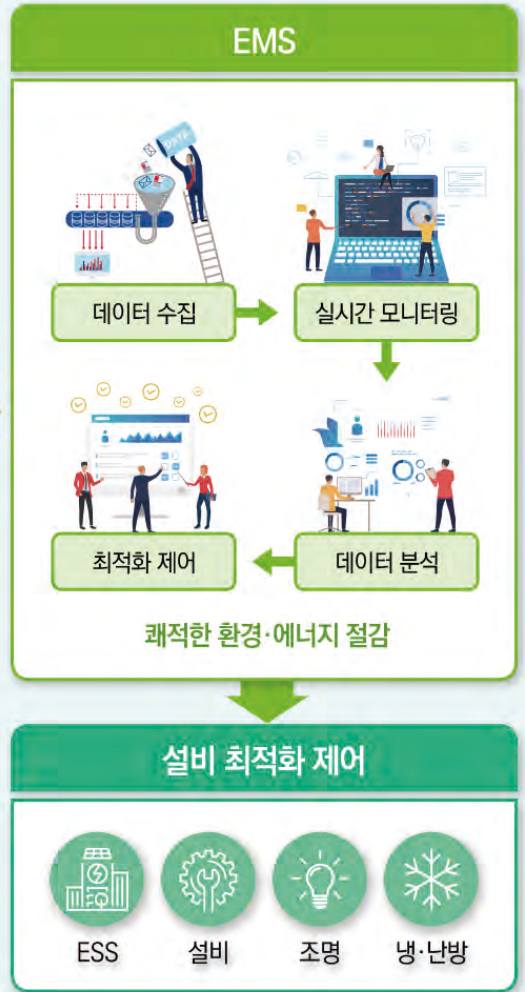 EMS
DATA
데이터 수집
실시간 모니터링
최적화 제어
데이터 분석
쾌적한 환경·에너지 절감
설비 최적화 제어
ESS
설비
조명
냉·난방